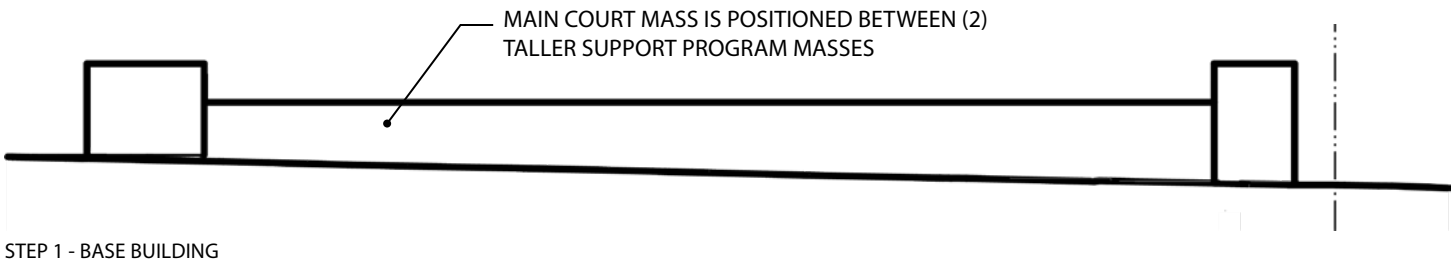 MAIN COURT MASS IS POSITIONED BETWEEN (2)
TALLER SUPPORT PROGRAM MASSES
STEP 1 - BASE BUILDING